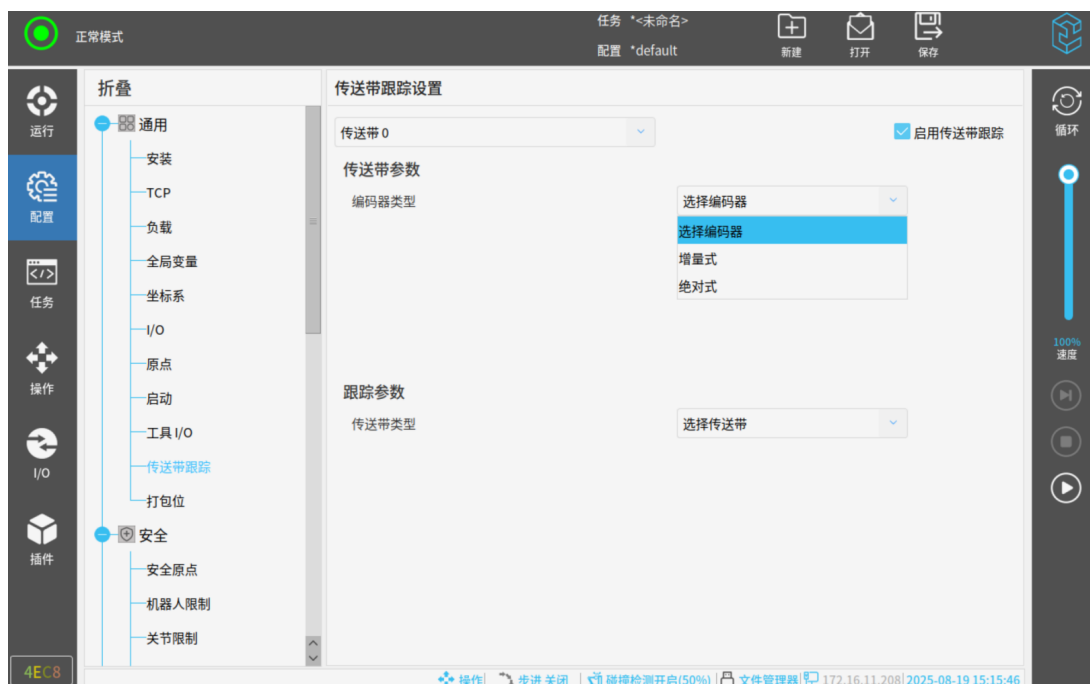 正常模式
任务 *<未命名>
配置 *default
新建
打开
保存
运行
配置
任务
操作
I/O
插件
4EC8
折叠
通用
安装
TCP
负载
全局变量
坐标系
I/O
原点
启动
工具 I/O
传送带跟踪
打包位
安全
安全原点
机器人限制
关节限制
传送带跟踪设置
传送带 0
启用传送带跟踪
传送带参数
编码器类型
选择编码器
选择编码器
增量式
绝对式
跟踪参数
传送带类型
选择传送带
循环
100%
速度
操作
步进 关闭
碰撞检测开启(50%)
文件管理器
172.16.11.208
2025-08-19 15:15:46